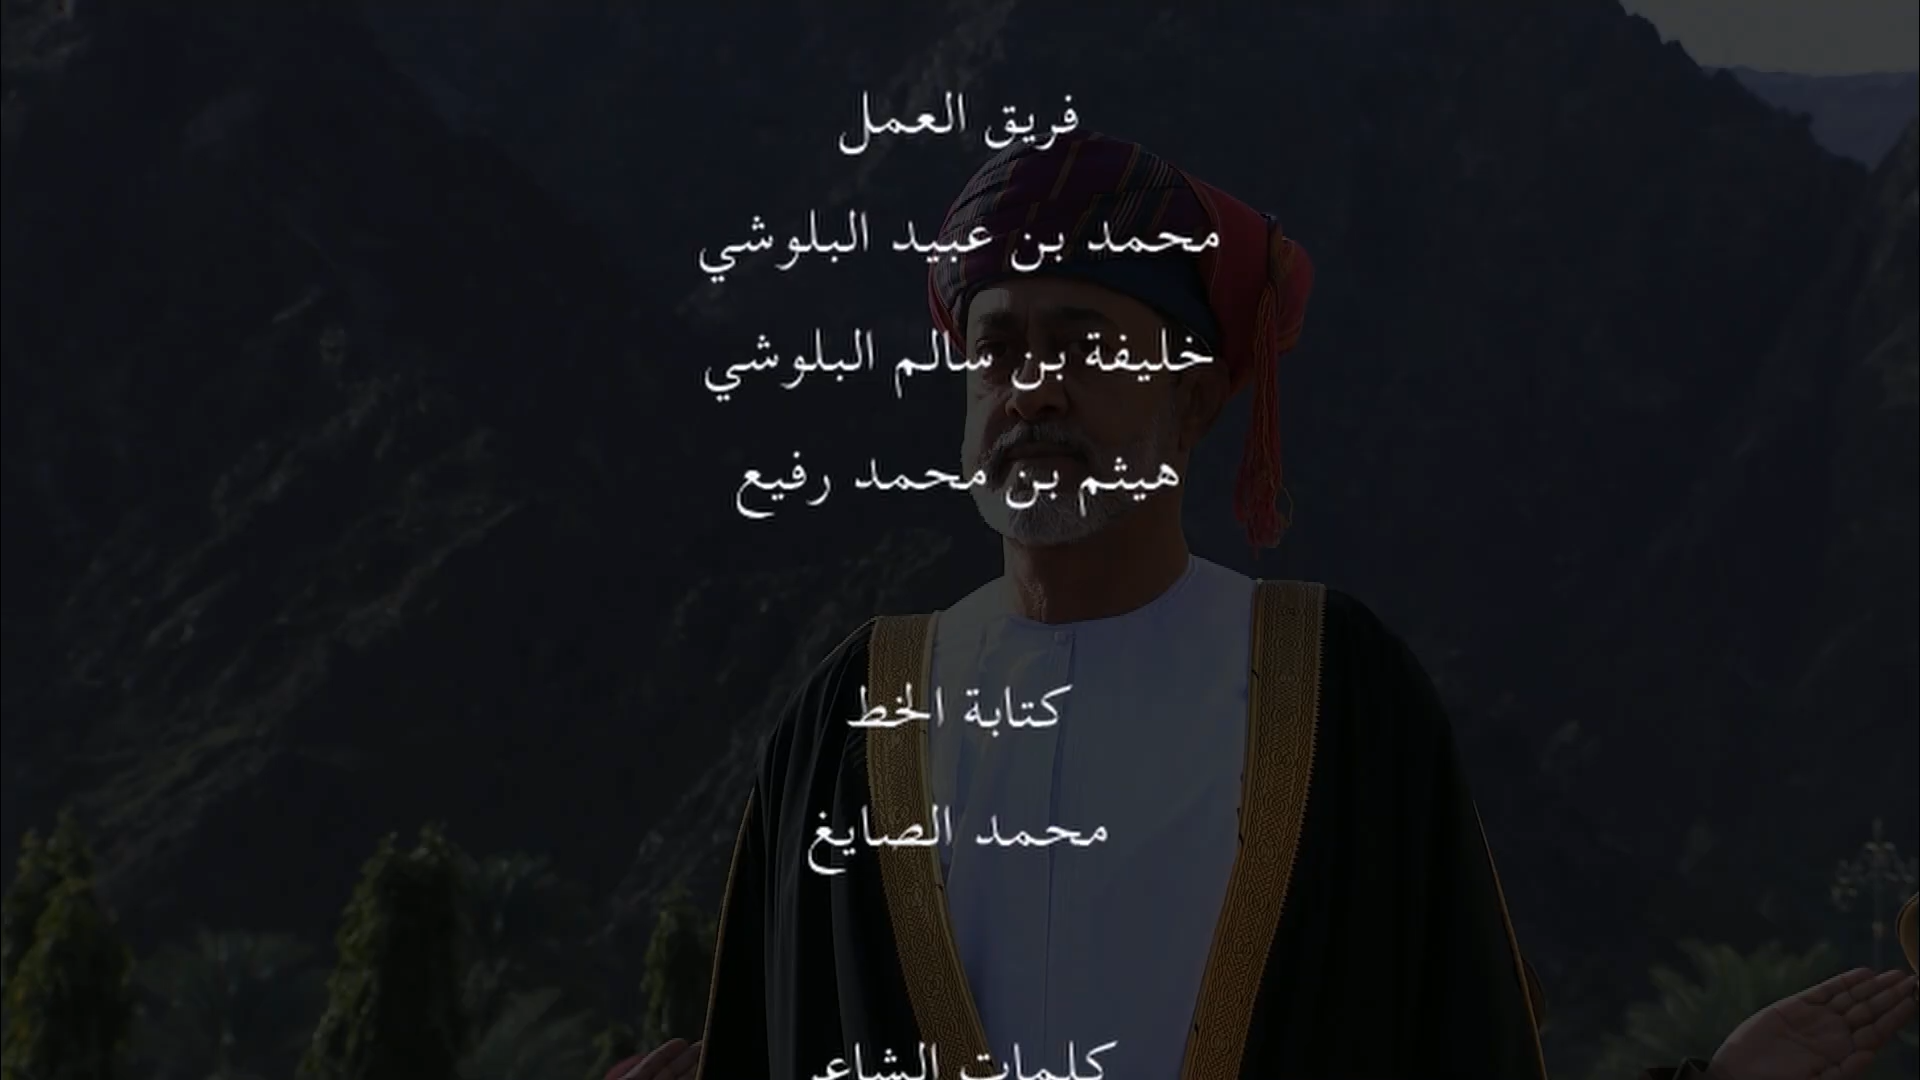 فريق العمل
محمد بن عبيد البلوشي
خليفة بن سالم البلوشي
هيثم بن محمد رفيع
كتابة الخط
محمد الصايغ
كلمات الشاعر